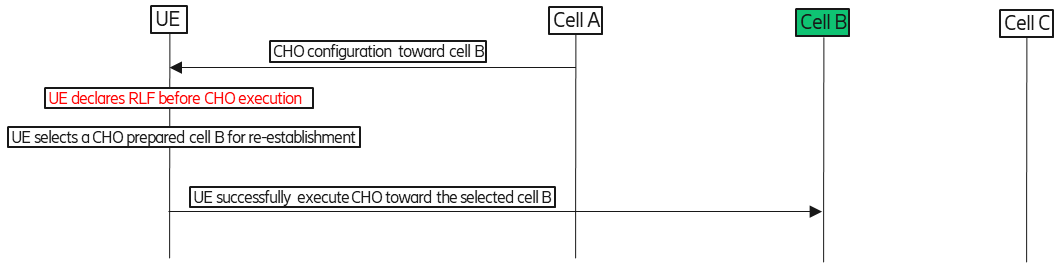 UE
Cell A
Cell B
Cell C
CHO configuration toward cell B
UE declares RLF before CHO execution
UE selects a CHO prepared cell B for re-establishment
UE successfully execute CHO toward the selected cell B